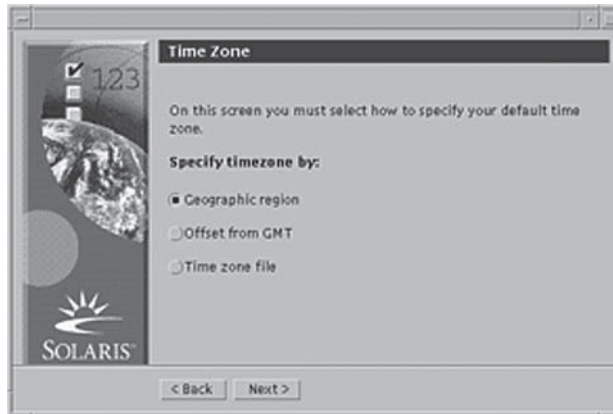 Time Zone
123
On this screen you must select how to specify your default time
zone.
Specify timezone by:
Geographic region
Offset from GMT
Time zone file
SOLARIS™
< Back
Next >